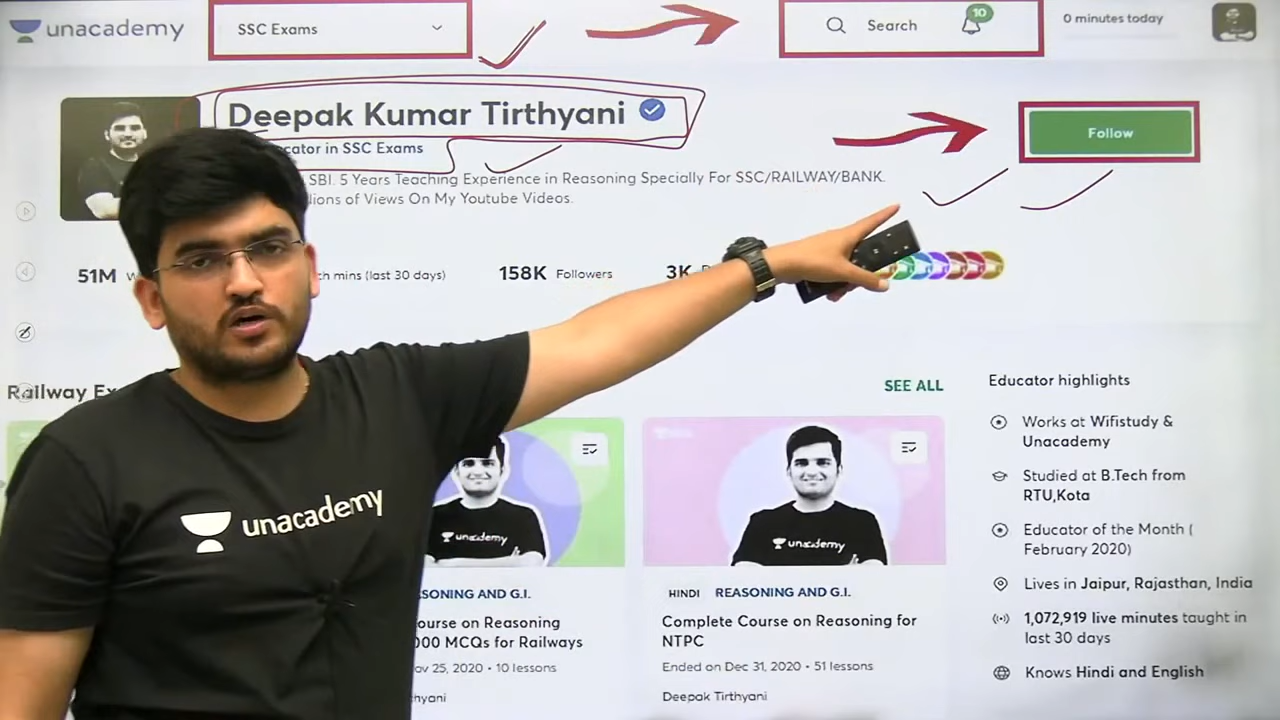 unacademy
SSC Exams
Search
10
0 minutes today
Deepak Kumar Tirthyani
cator in SSC Exams
SBI. 5 Years Teaching Experience in Reasoning Specially For SSC/RAILWAY/BANK.
lions of Views On My Youtube Videos.
Follow
51M
ch mins (last 30 days)
158K Followers
3K
Railway Ex
SEE ALL
unacademy
unacademy
unacademy
SONING AND G.I.
ourse on Reasoning
000 MCQs for Railways
ov 25, 2020 • 10 lessons
thyani
HINDI REASONING AND G.I.
Complete Course on Reasoning for
NTPC
Ended on Dec 31, 2020 • 51 lessons
Deepak Tirthyani
Educator highlights
Works at Wifistudy &
Unacademy
Studied at B.Tech from
RTU,Kota
Educator of the Month (
February 2020)
Lives in Jaipur, Rajasthan, India
1,072,919 live minutes taught in
last 30 days
Knows Hindi and English